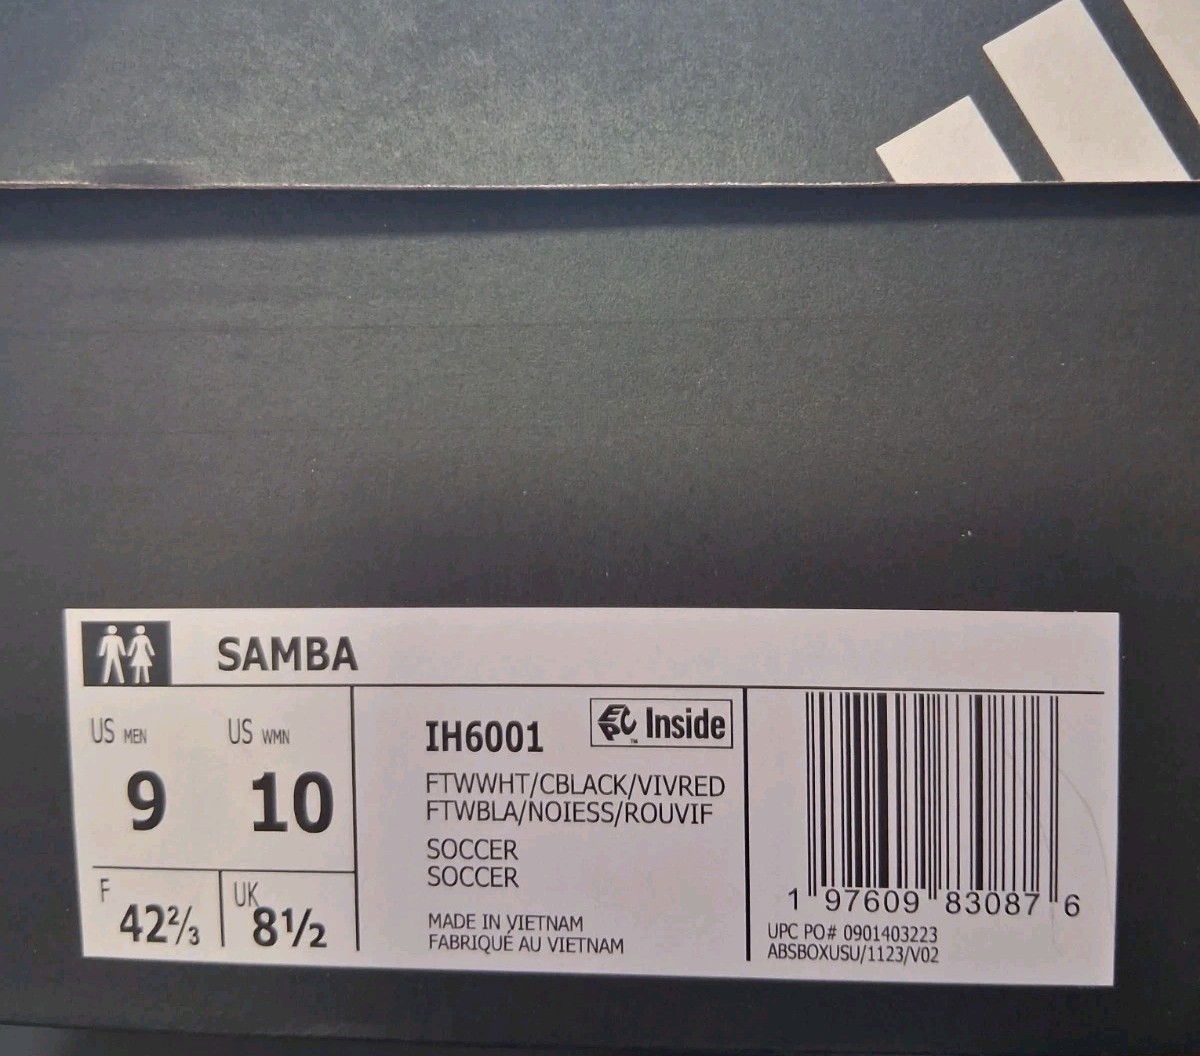 SAMBA
US MEN
9
US WMN
10
F
42⅔
UK
8½
IH6001
EPC™ Inside
FTWWHT/CBLACK/VIVRED
FTWBLA/NOIESS/ROUVIF
SOCCER
SOCCER
MADE IN VIETNAM
FABRIQUÉ AU VIETNAM
1 97609 83087 6
UPC PO# 0901403223
ABSBOXUSU/1123/V02